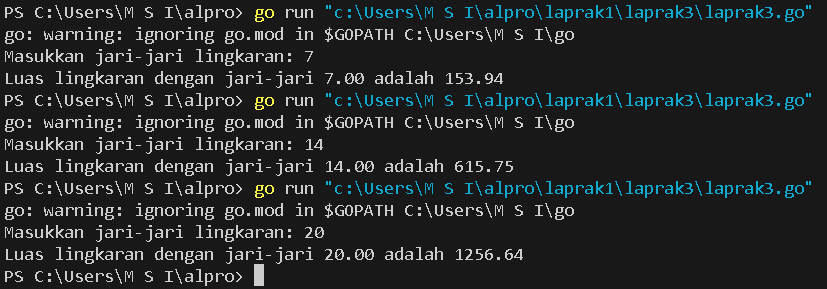 PS C:\Users\M S I\alpro> go run "c:\Users\M S I\alpro\laprak1\laprak3\laprak3.go"
go: warning: ignoring go.mod in $GOPATH C:\Users\M S I\go
Masukkan jari-jari lingkaran: 7
Luas lingkaran dengan jari-jari 7.00 adalah 153.94
PS C:\Users\M S I\alpro> go run "c:\Users\M S I\alpro\laprak1\laprak3\laprak3.go"
go: warning: ignoring go.mod in $GOPATH C:\Users\M S I\go
Masukkan jari-jari lingkaran: 14
Luas lingkaran dengan jari-jari 14.00 adalah 615.75
PS C:\Users\M S I\alpro> go run "c:\Users\M S I\alpro\laprak1\laprak3\laprak3.go"
go: warning: ignoring go.mod in $GOPATH C:\Users\M S I\go
Masukkan jari-jari lingkaran: 20
Luas lingkaran dengan jari-jari 20.00 adalah 1256.64
PS C:\Users\M S I\alpro>